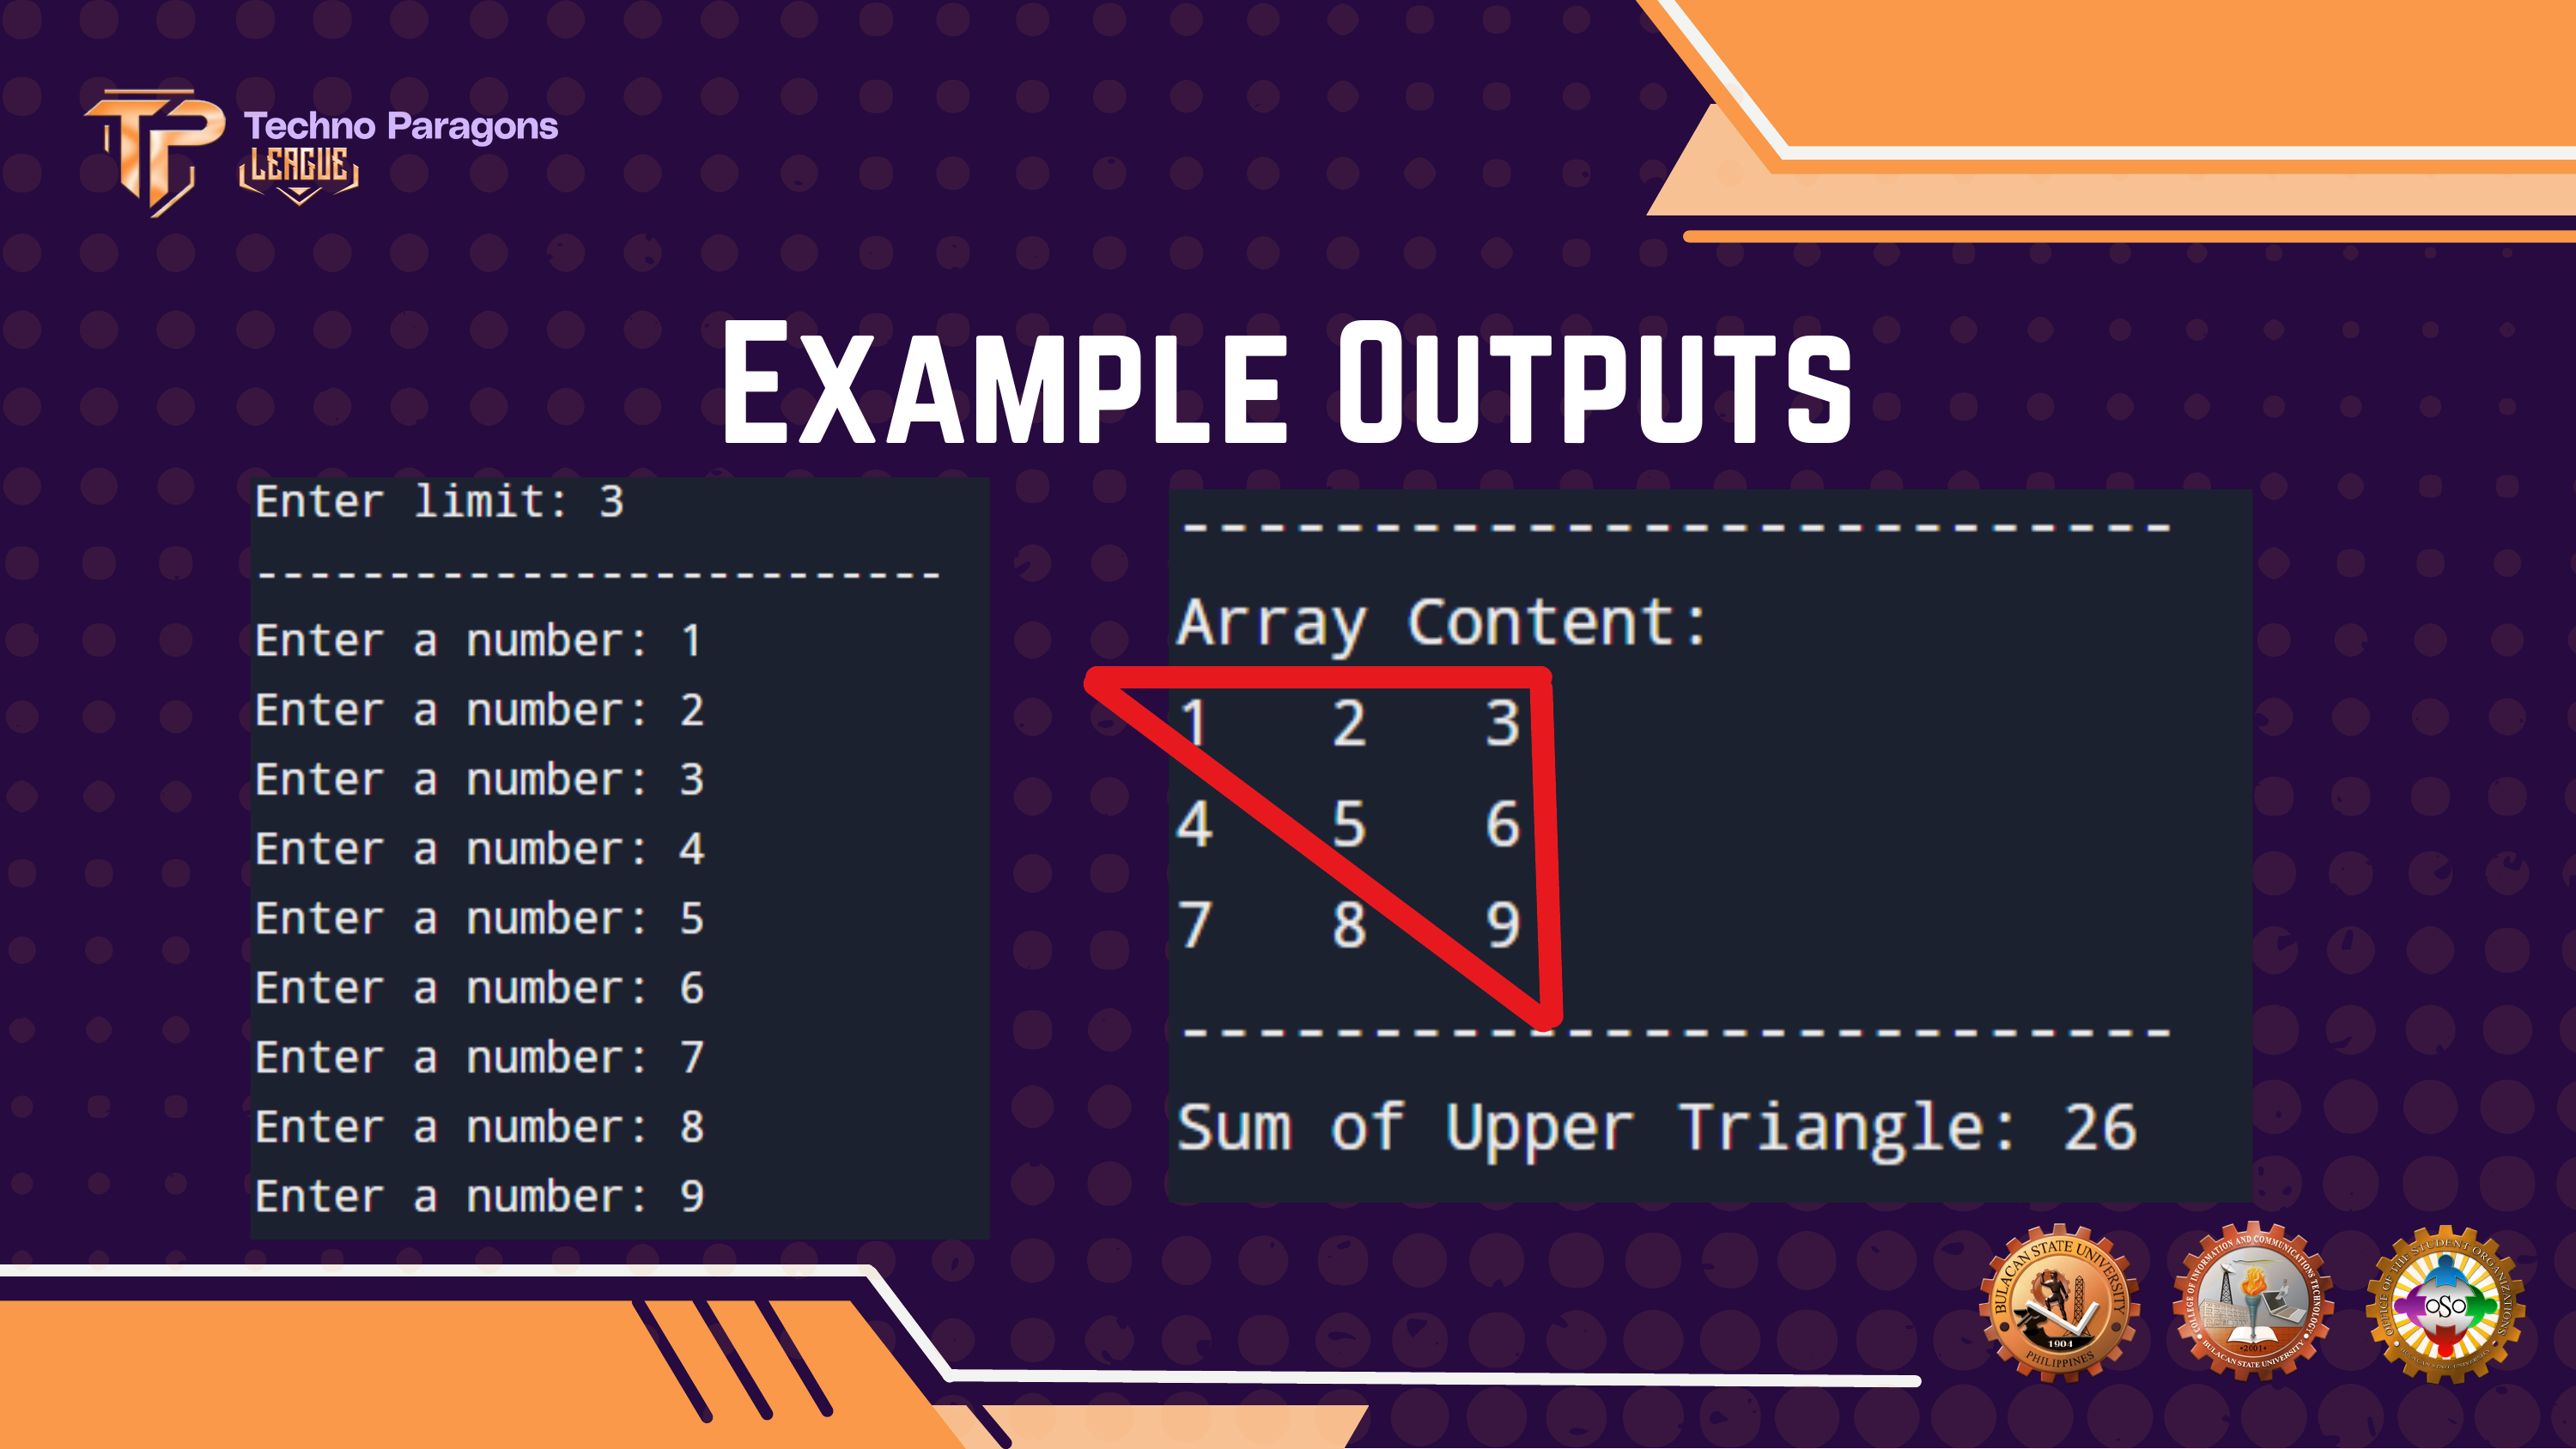 TP Techno Paragons
LEAGUE
EXAMPLE OUTPUTS
Enter limit: 3
--------------------------
Enter a number: 1
Enter a number: 2
Enter a number: 3
Enter a number: 4
Enter a number: 5
Enter a number: 6
Enter a number: 7
Enter a number: 8
Enter a number: 9
--------------------------
Array Content:
1 2 3
4 5 6
7 8 9
--------------------------
Sum of Upper Triangle: 26
BULACAN STATE UNIVERSITY
1904
PHILIPPINES
COLLEGE OF INFORMATION AND COMMUNICATIONS TECHNOLOGY
•2001•
BULACAN STATE UNIVERSITY
OFFICE OF THE STUDENT ORGANIZATIONS
OSO
BULACAN STATE UNIVERSITY